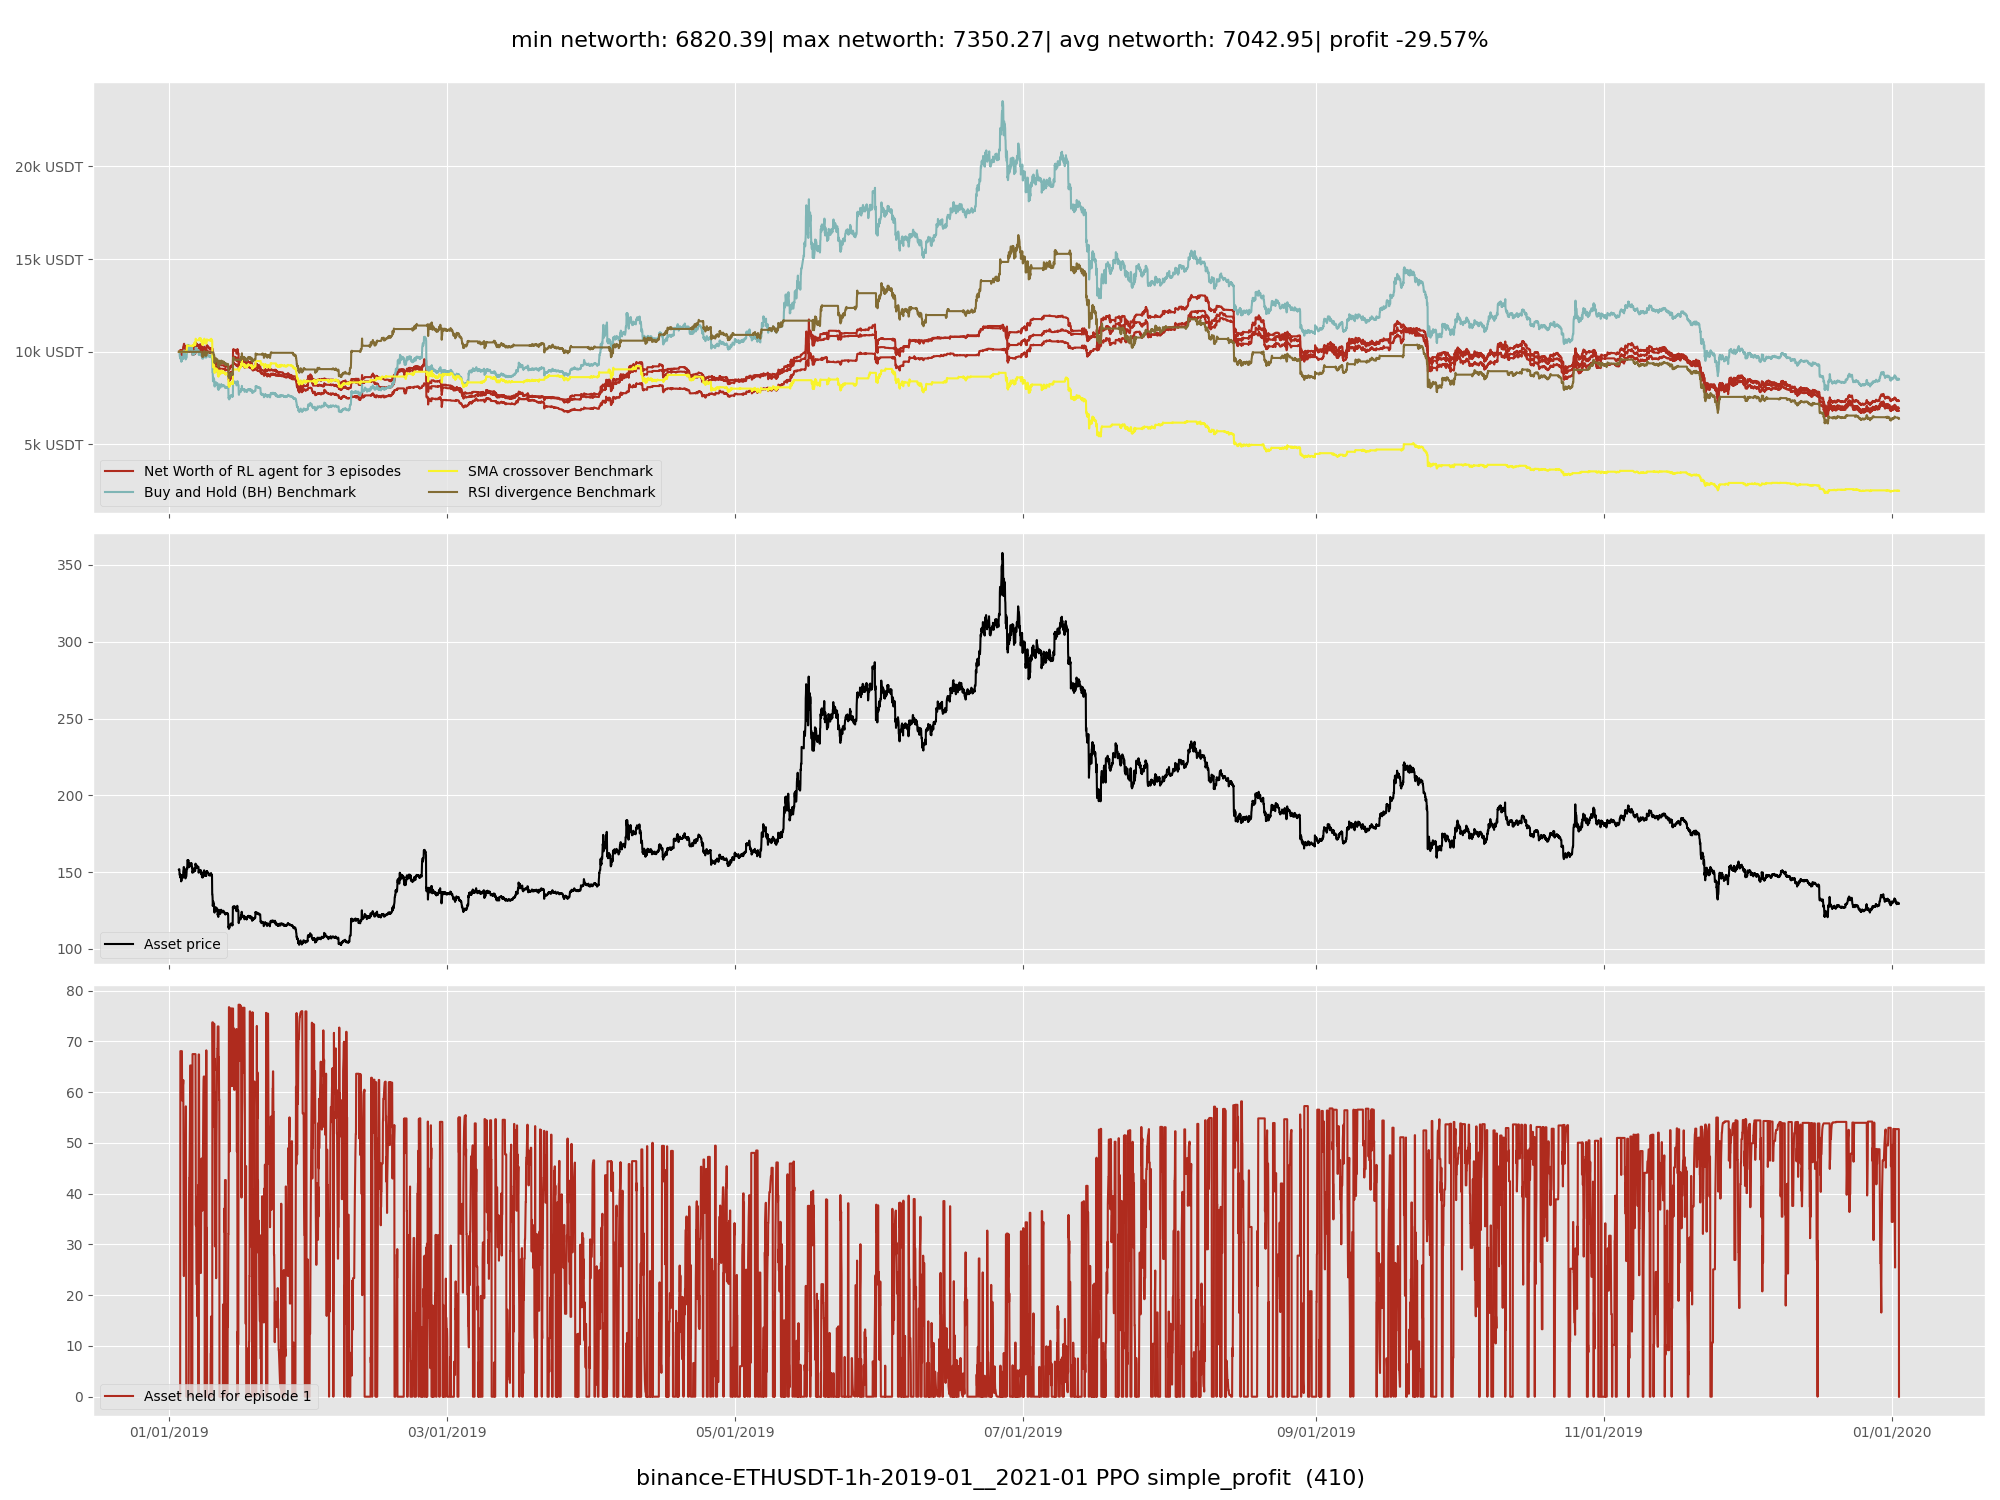 min networth: 6820.39| max networth: 7350.27| avg networth: 7042.95| profit -29.57%
20k USDT
15k USDT
10k USDT
5k USDT
Net Worth of RL agent for 3 episodes
Buy and Hold (BH) Benchmark
SMA crossover Benchmark
RSI divergence Benchmark
350
300
250
200
150
100
Asset price
80
70
60
50
40
30
20
10
0
Asset held for episode 1
01/01/2019 03/01/2019 05/01/2019 07/01/2019 09/01/2019 11/01/2019 01/01/2020
binance-ETHUSDT-1h-2019-01__2021-01 PPO simple_profit  (410)